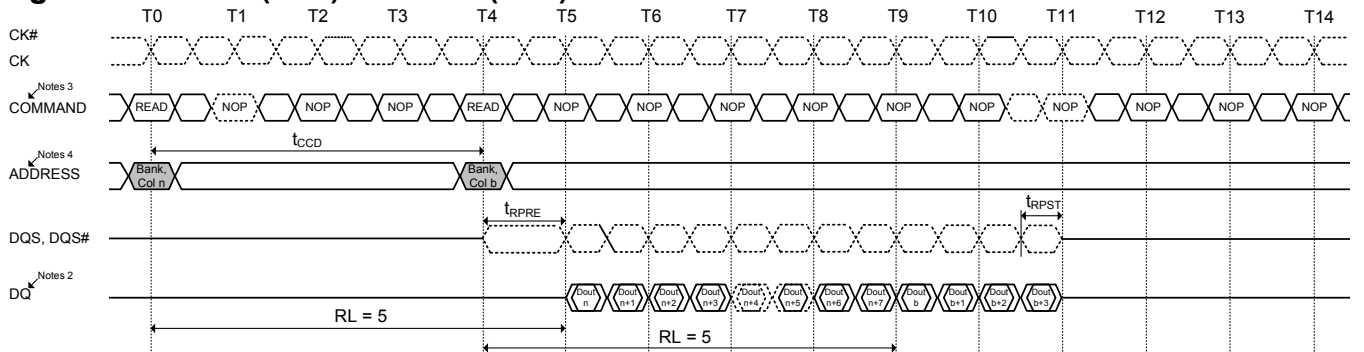 T0 T1 T2 T3 T4 T5 T6 T7 T8 T9 T10 T11 T12 T13 T14
CK#
CK
Notes 3
COMMAND READ NOP NOP NOP READ NOP NOP NOP NOP NOP NOP NOP NOP NOP NOP
tCCD
Notes 4
ADDRESS Bank, Col n Bank, Col b
tRPRE tRPST
DQS, DQS#
Notes 2
DQ Dout n Dout n+1 Dout n+2 Dout n+3 Dout n+4 Dout n+5 Dout n+6 Dout n+7 Dout b Dout b+1 Dout b+2 Dout b+3
RL = 5
RL = 5